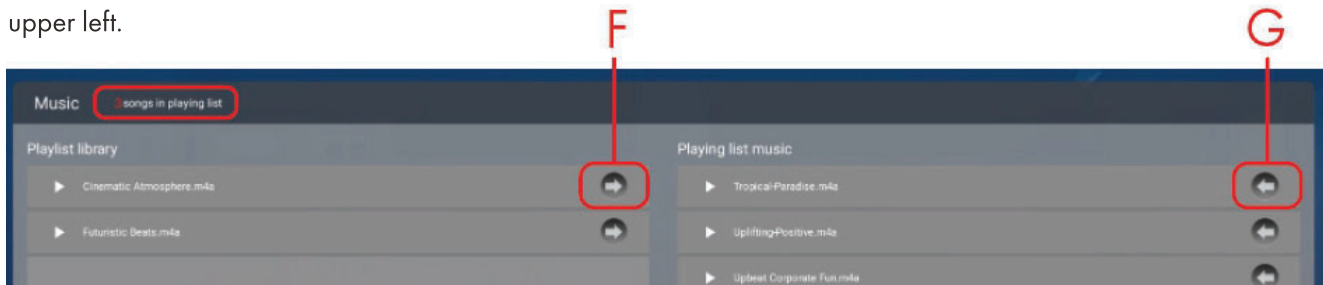 upper left.
F
G
Music songs in playing list
Playlist library
Playing list music
Cinematic Atmosphere.m4a
Tropical-Paradise.m4a
Futuristic Beats.m4a
Uplifting-Positive.m4a
Upbeat Corporate Fun.m4a